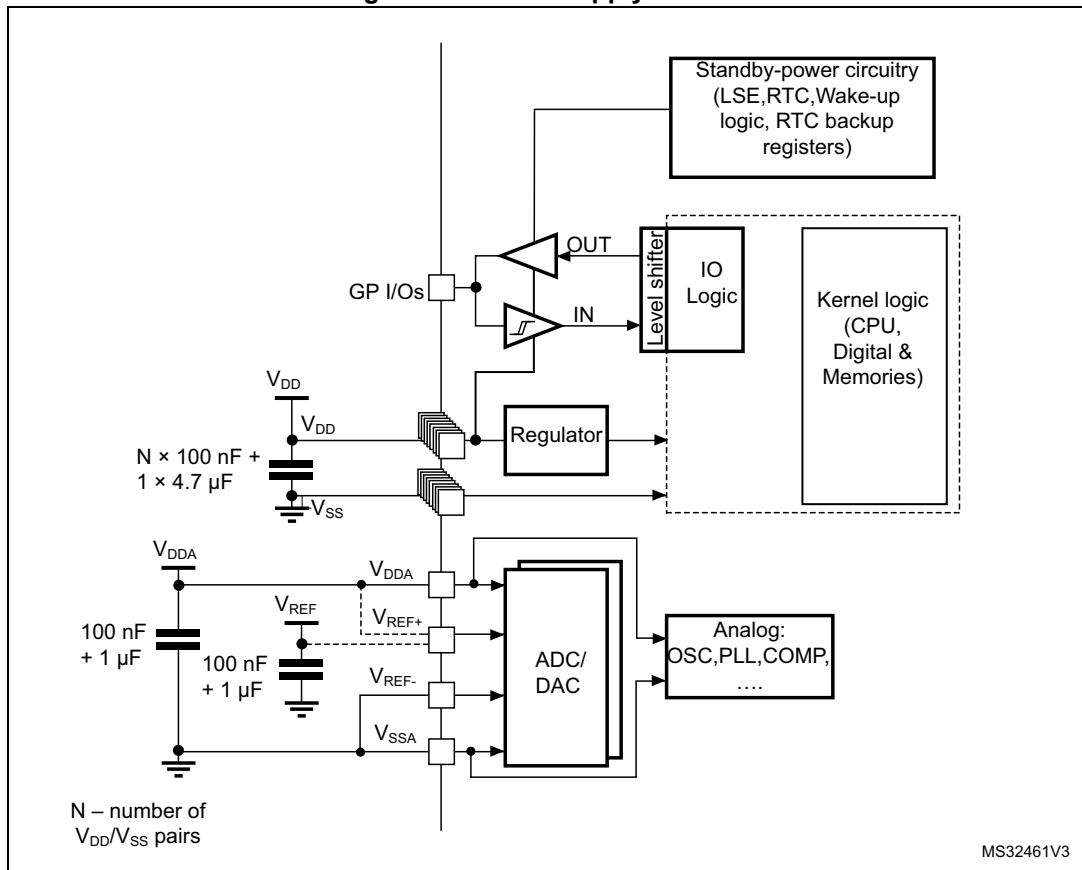 Standby-power circuitry
(LSE,RTC,Wake-up
logic, RTC backup
registers)
OUT
Level shifter
IO
Logic
GP I/Os
IN
Kernel logic
(CPU,
Digital &
Memories)
VDD
VDD
Regulator
N × 100 nF +
1 × 4.7 µF
VSS
VDDA
VDDA
VREF
VREF+
100 nF
+ 1 µF
100 nF
+ 1 µF
VREF-
VSSA
ADC/
DAC
Analog:
OSC,PLL,COMP,
....
N – number of
VDD/VSS pairs
MS32461V3